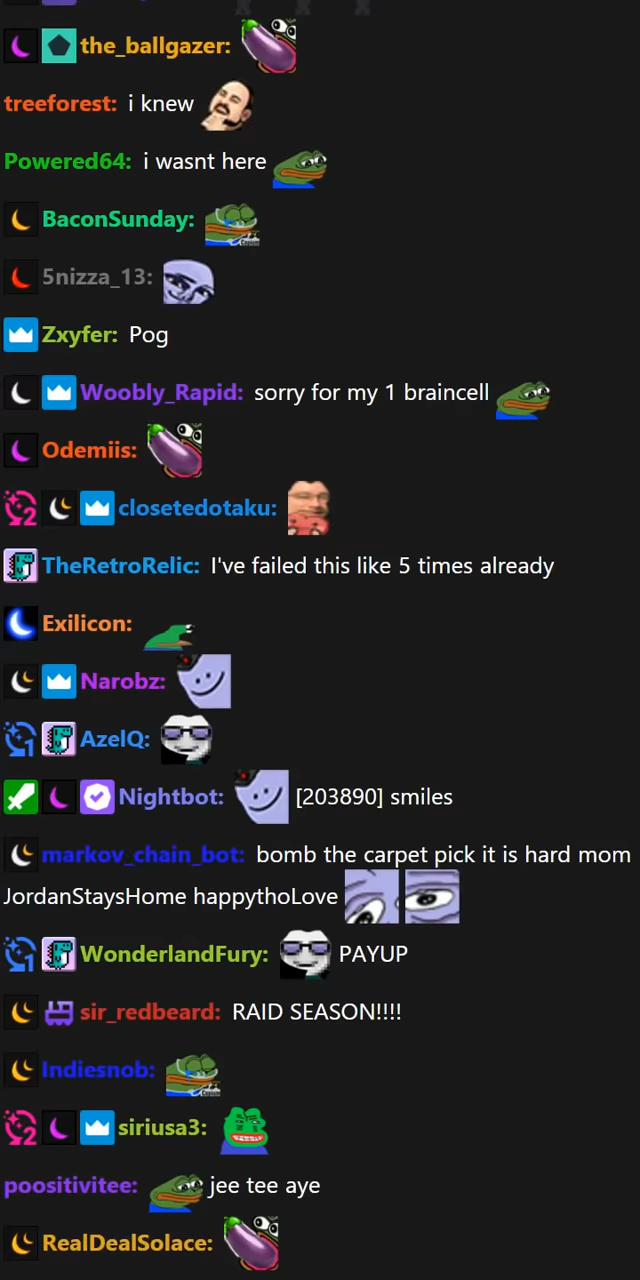 the_ballgazer:
treeforest: i knew
Powered64: i wasnt here
BaconSunday:
5nizza_13:
Zxyfer: Pog
Woobly_Rapid: sorry for my 1 braincell
Odemiis:
closetedotaku:
TheRetroRelic: I've failed this like 5 times already
Exilicon:
Narobz:
AzelQ:
Nightbot: [203890] smiles
markov_chain_bot: bomb the carpet pick it is hard mom
JordanStaysHome happythoLove
WonderlandFury: PAYUP
sir_redbeard: RAID SEASON!!!!
Indiesnob:
siriusa3:
poositivitee: jee tee aye
RealDealSolace: